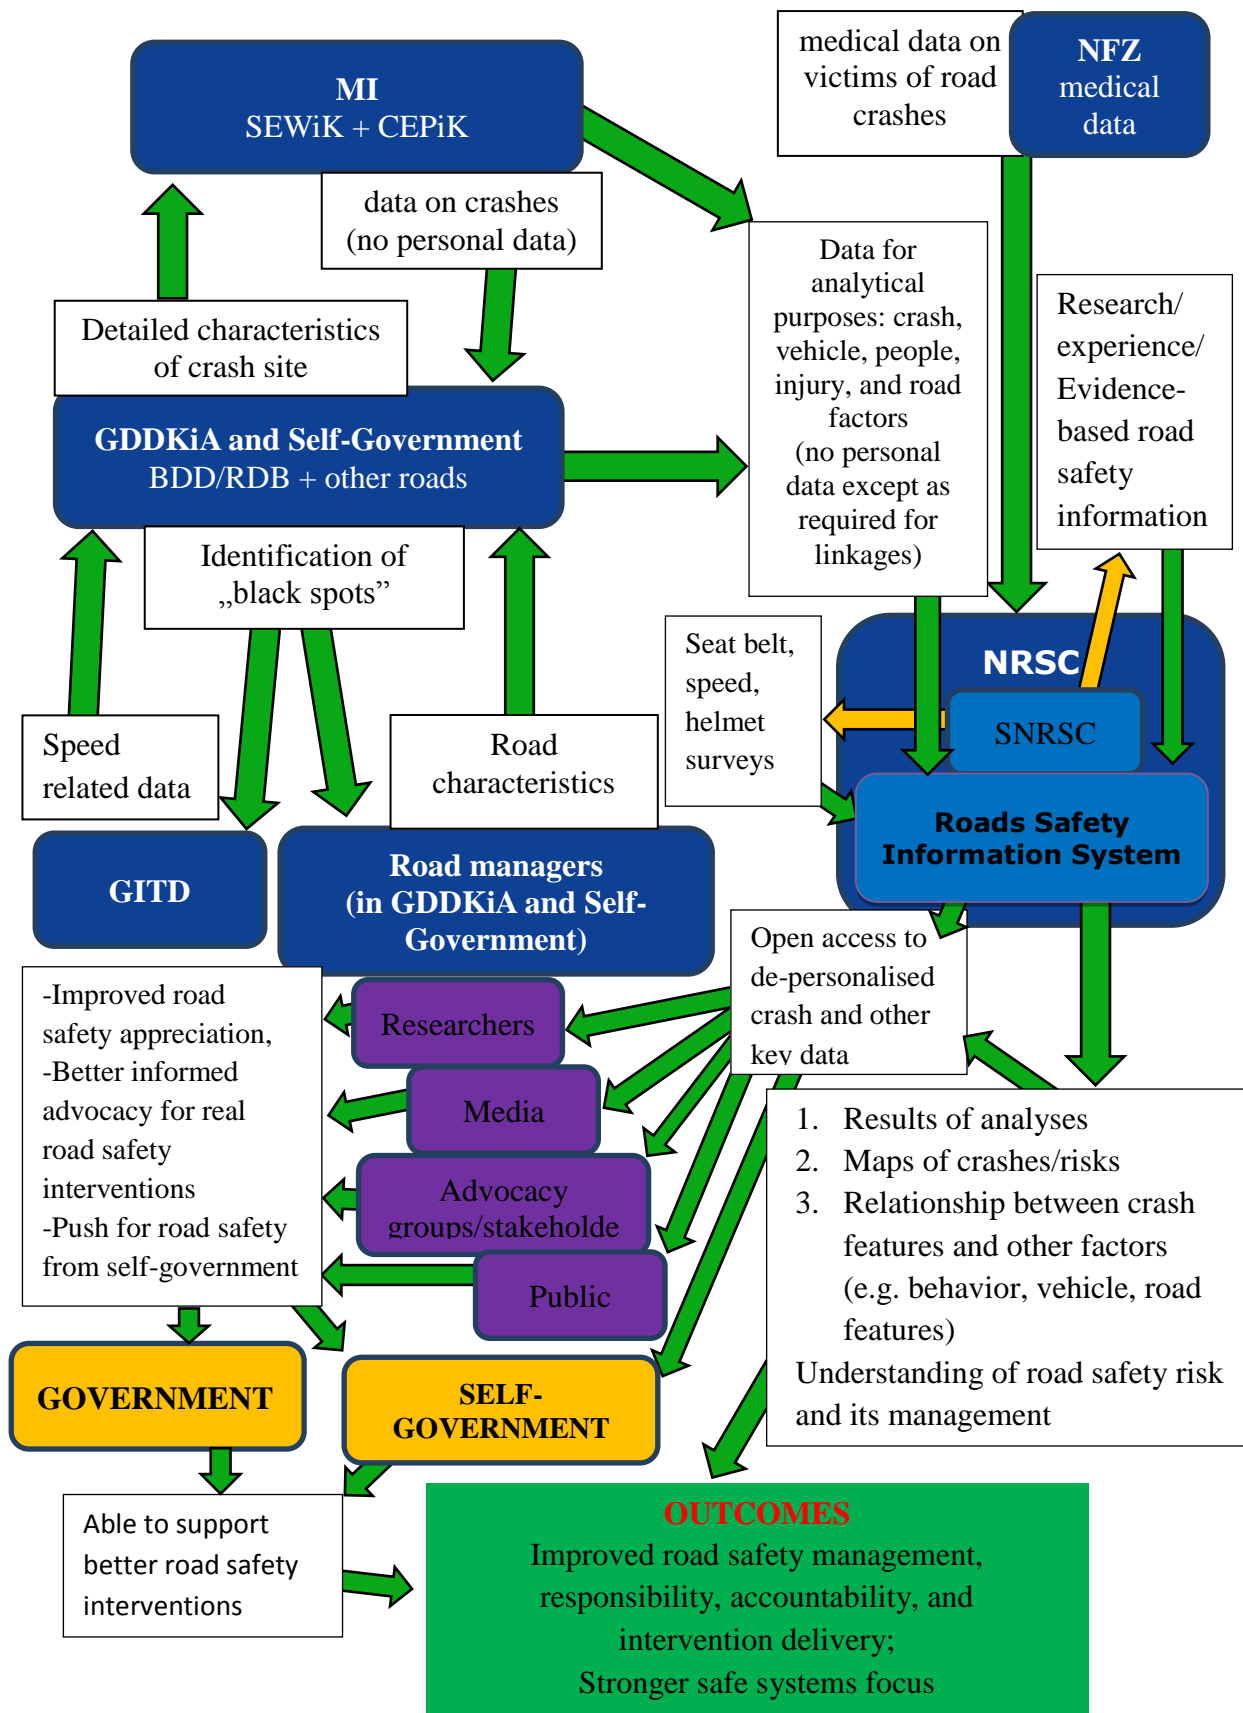 MI
SEWiK + CEPiK
medical data on
victims of road
crashes
NFZ
medical
data
data on crashes
(no personal data)
Detailed characteristics
of crash site
Data for
analytical
purposes: crash,
vehicle, people,
injury, and road
factors
(no personal
data except as
required for
linkages)
Research/
experience/
Evidence-
based road
safety
information
GDDKiA and Self-Government
BDD/RDB + other roads
Identification of
„black spots”
Seat belt,
speed,
helmet
surveys
NRSC
SNRSC
Roads Safety
Information System
Speed
related data
Road
characteristics
GITD
Road managers
(in GDDKiA and Self-
Government)
Open access to
de-personalised
crash and other
key data
-Improved road
safety appreciation,
-Better informed
advocacy for real
road safety
interventions
-Push for road safety
from self-government
Researchers
Media
Advocacy
groups/stakeholde
Public
1. Results of analyses
2. Maps of crashes/risks
3. Relationship between crash
features and other factors
(e.g. behavior, vehicle, road
features)
Understanding of road safety risk
and its management
GOVERNMENT
SELF-
GOVERNMENT
Able to support
better road safety
interventions
OUTCOMES
Improved road safety management,
responsibility, accountability, and
intervention delivery;
Stronger safe systems focus